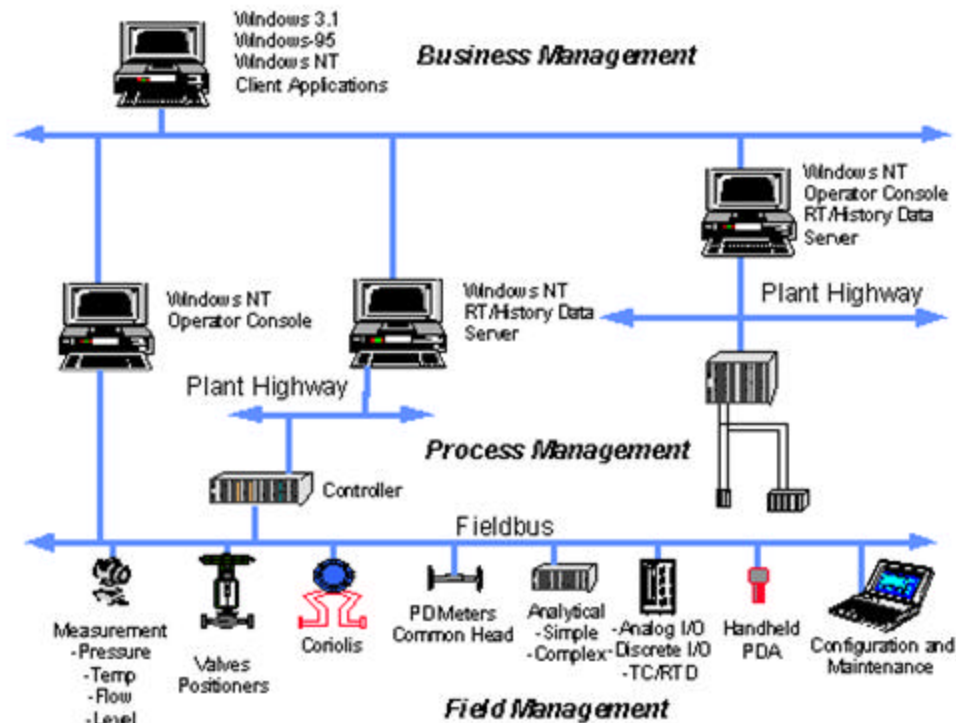 Windows 3.1
Windows-95
Windows NT
Client Applications
Business Management
Windows NT
Operator Console
RT/History Data
Server
Windows NT
Operator Console
Windows NT
RT/History Data
Server
Plant Highway
Plant Highway
Process Management
Controller
Fieldbus
Measurement
-Pressure
-Temp
-Flow
-Level
Valves
Positioners
Coriolis
PDMeters
Common Head
Analytical
-Simple
-Complex
-Analog I/O
-Discrete I/O
-TC/RTD
Handheld
PDA
Configuration and
Maintenance
Field Management